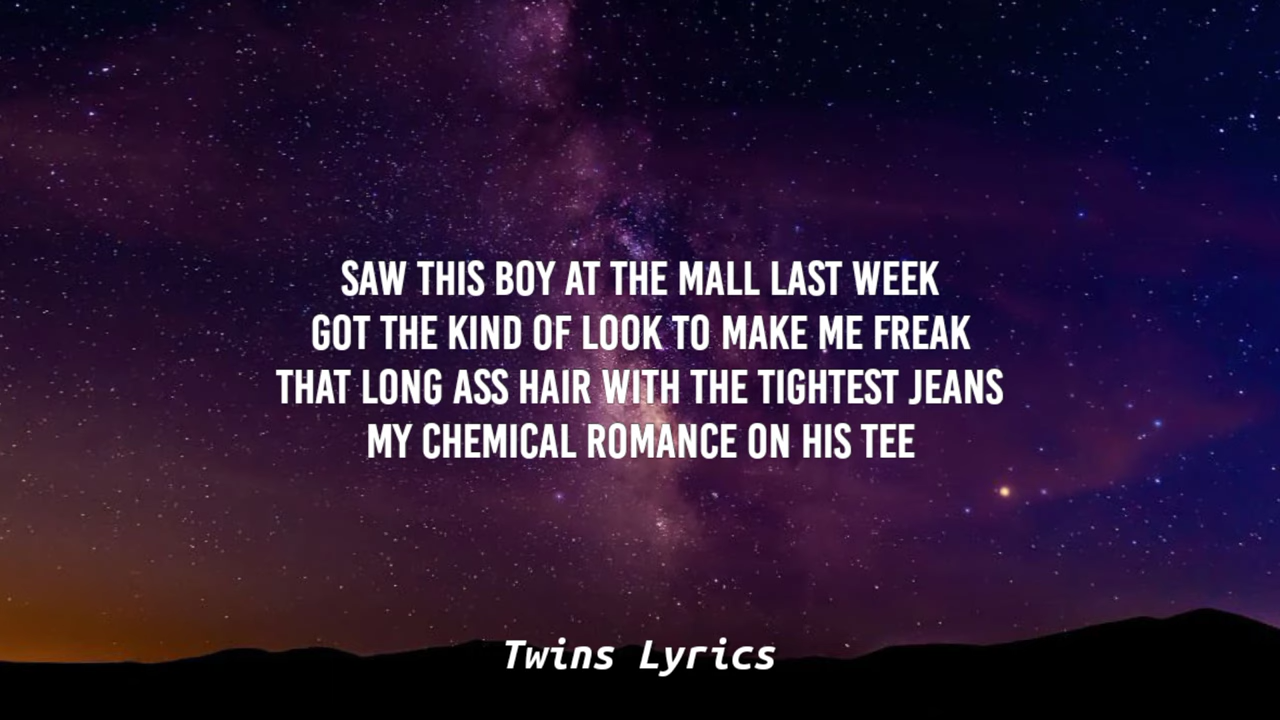 SAW THIS BOY AT THE MALL LAST WEEK
GOT THE KIND OF LOOK TO MAKE ME FREAK
THAT LONG ASS HAIR WITH THE TIGHTEST JEANS
MY CHEMICAL ROMANCE ON HIS TEE
Twins Lyrics